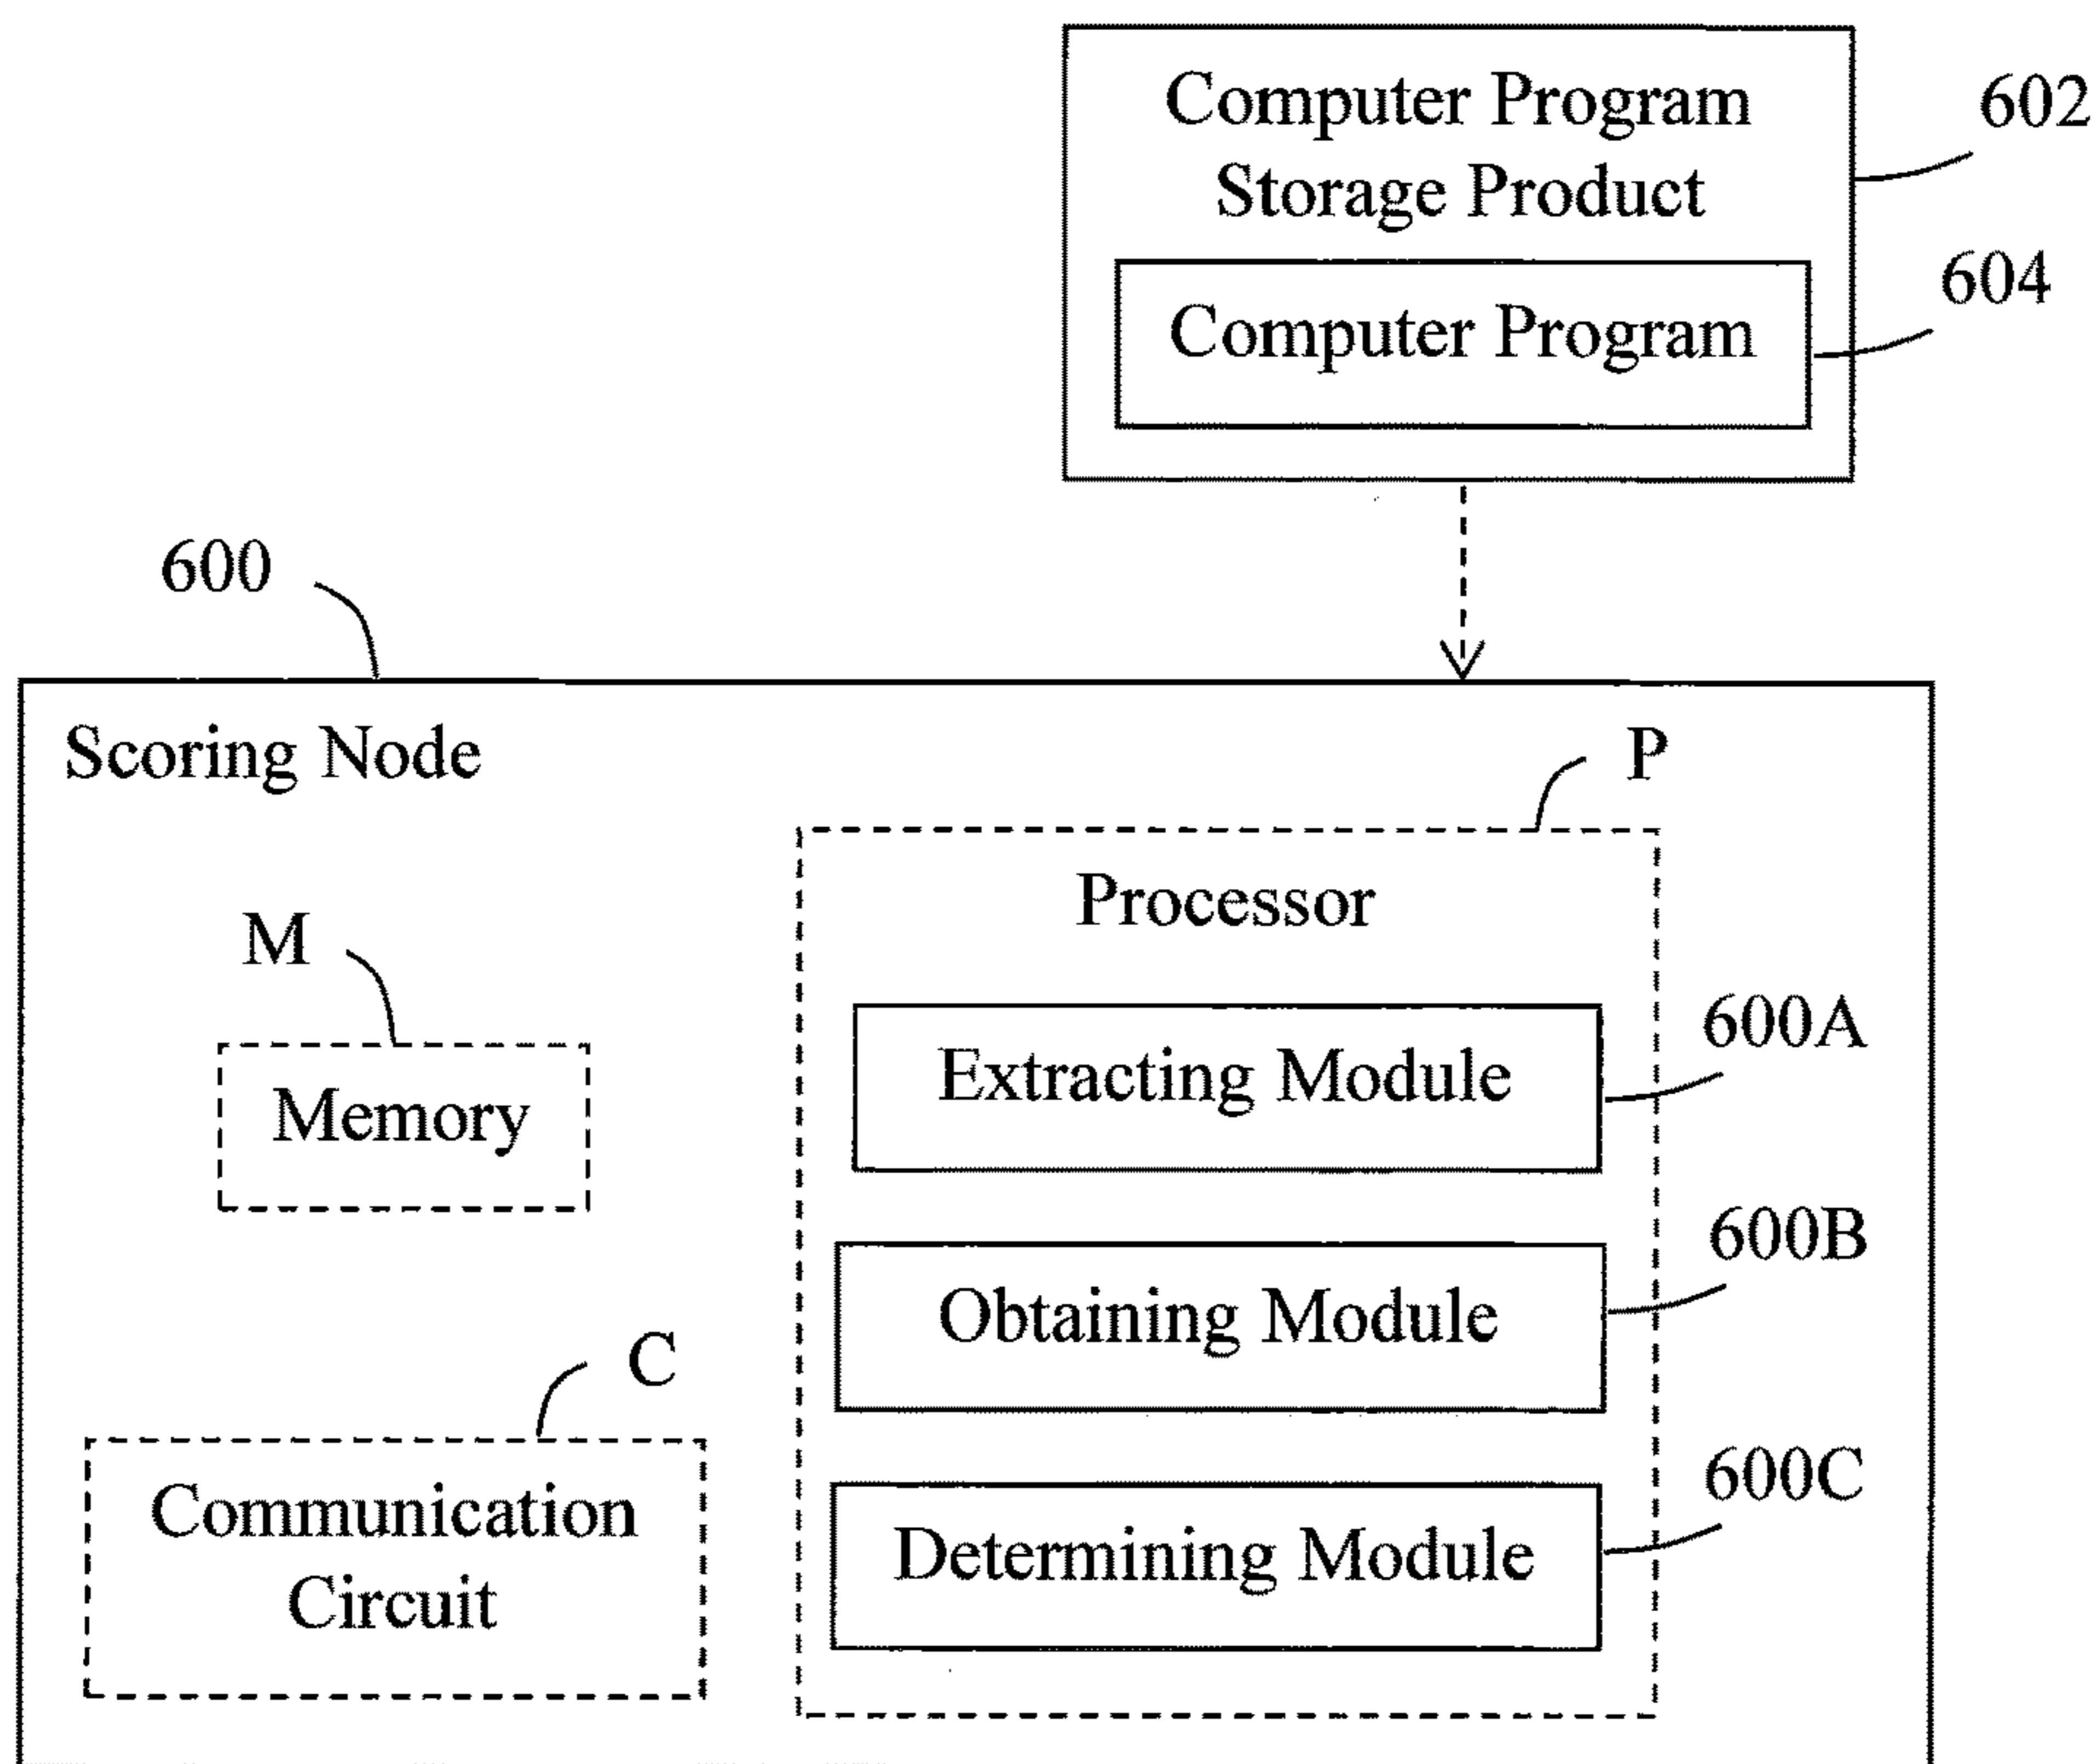 Computer Program
Storage Product
602
Computer Program
604
600
Scoring Node
P
Processor
M
Memory
Extracting Module
600A
Obtaining Module
600B
C
Communication
Circuit
Determining Module
600C